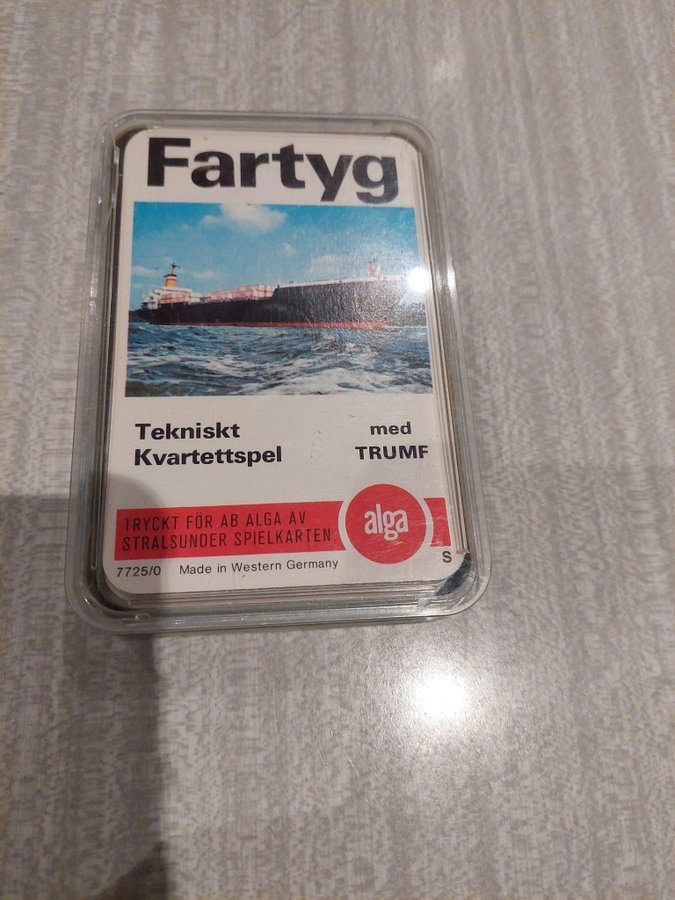 Fartyg
Tekniskt
Kvartettspel
med
TRUMF
TRYCKT FÖR AB ALGA AV
STRALSUNDER SPIELKARTEN
alga
7725/0 Made in Western Germany
S